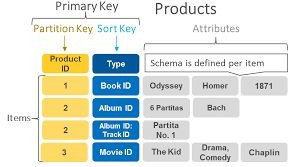 Primary Key
Products
Partition Key
Sort Key
Attributes
Product
ID
Type
Schema is defined per item
Items
1
Book ID
Odyssey
Homer
1871
2
Album ID
6 Partitas
Bach
2
Album ID:
Track ID
Partita
No. 1
3
Movie ID
The Kid
Drama,
Comedy
Chaplin